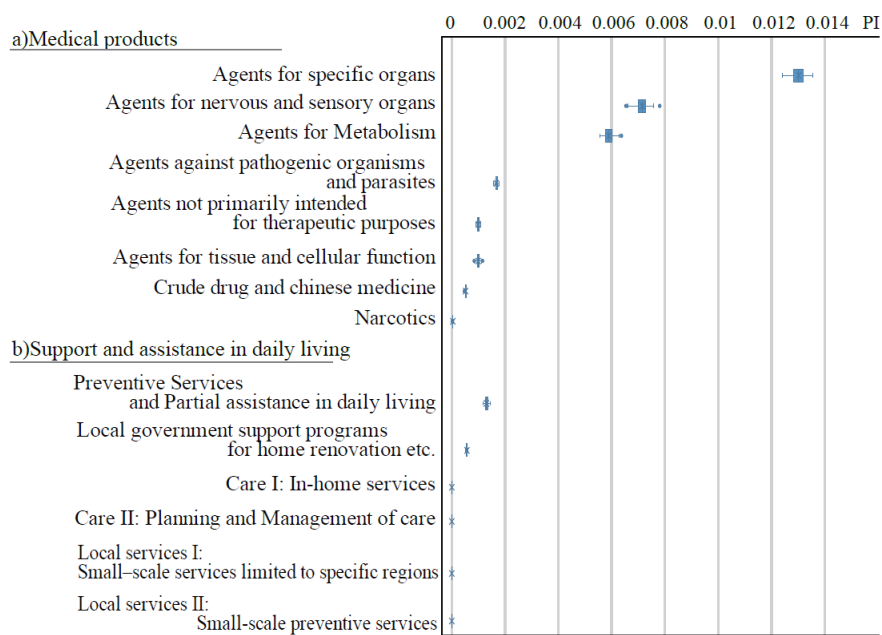 0 0.002 0.004 0.006 0.008 0.01 0.012 0.014 PI
a)Medical products
Agents for specific organs
Agents for nervous and sensory organs
Agents for Metabolism
Agents against pathogenic organisms
and parasites
Agents not primarily intended
for therapeutic purposes
Agents for tissue and cellular function
Crude drug and chinese medicine
Narcotics
b)Support and assistance in daily living
Preventive Services
and Partial assistance in daily living
Local government support programs
for home renovation etc.
Care I: In-home services
Care II: Planning and Management of care
Local services I:
Small–scale services limited to specific regions
Local services II:
Small-scale preventive services